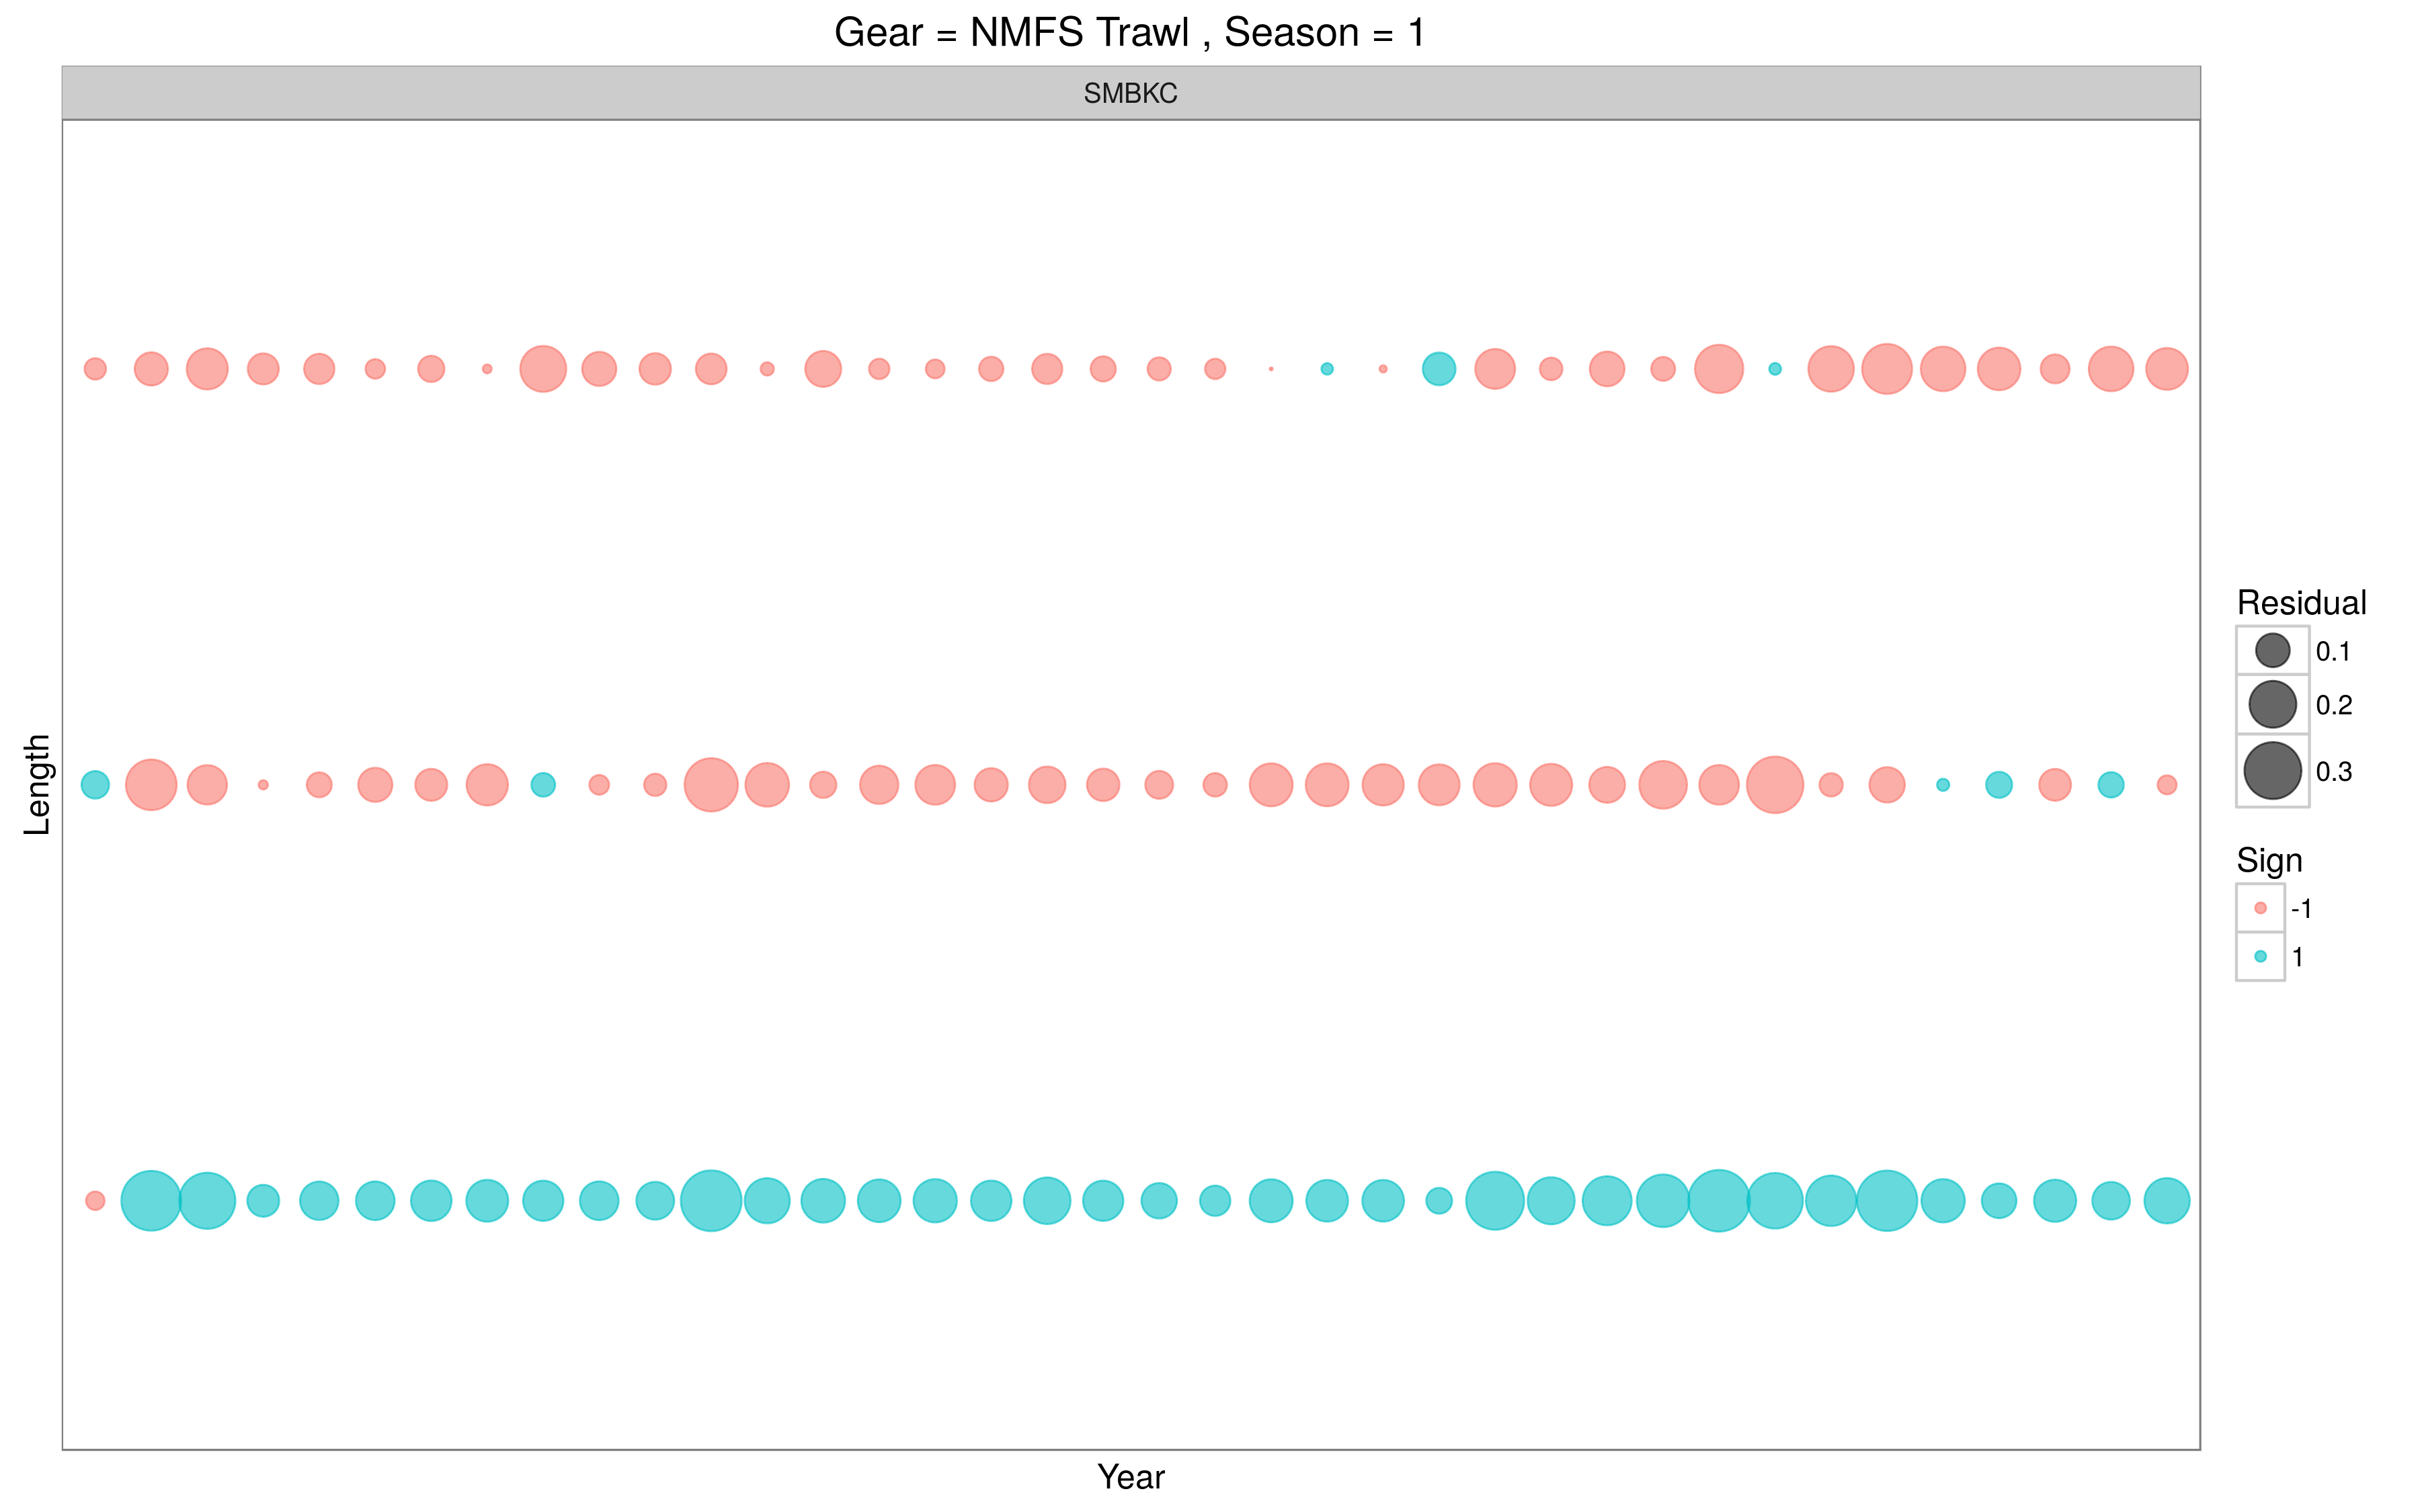 Gear = NMFS Trawl , Season = 1
SMBKC
Length
Year
Residual
0.1
0.2
0.3
Sign
-1
1